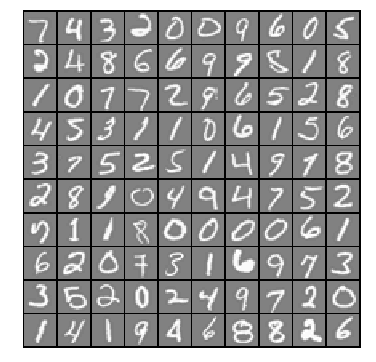 7 4 3 2 0 0 9 6 0 5
2 4 8 6 6 9 9 8 1 8
1 0 7 7 2 9 6 5 2 8
4 5 3 1 1 0 6 1 5 6
3 7 5 2 5 1 4 9 7 8
2 8 9 0 4 9 4 7 5 2
1 1 8 0 0 0 0 6 1
6 2 0 7 3 1 6 9 7 3
3 5 2 0 2 4 9 7 2 0
1 4 1 9 4 6 8 8 2 6